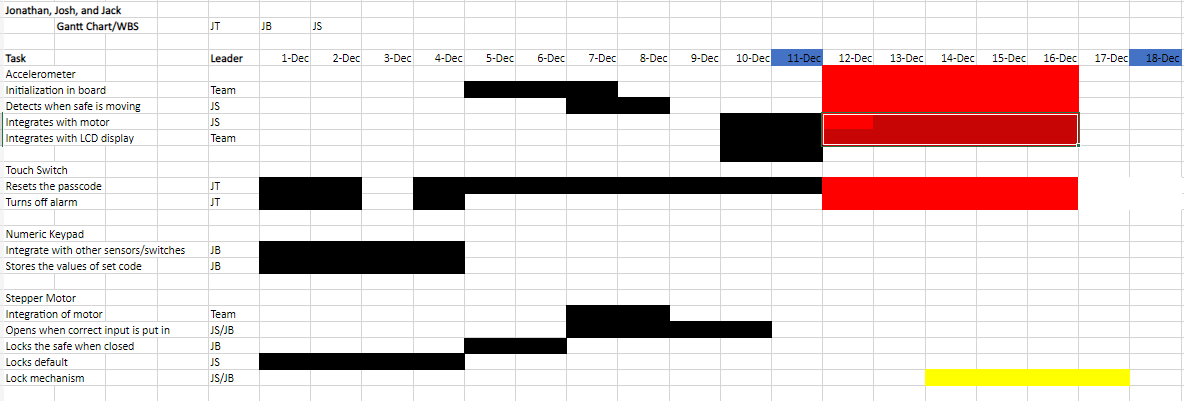 Jonathan, Josh, and Jack
Gantt Chart/WBS JT JB JS
Task Leader 1-Dec 2-Dec 3-Dec 4-Dec 5-Dec 6-Dec 7-Dec 8-Dec 9-Dec 10-Dec 11-Dec 12-Dec 13-Dec 14-Dec 15-Dec 16-Dec 17-Dec 18-Dec
Accelerometer
Initialization in board Team
Detects when safe is moving JS
Integrates with motor JS
Integrates with LCD display Team
Touch Switch
Resets the passcode JT
Turns off alarm JT
Numeric Keypad
Integrate with other sensors/switches JB
Stores the values of set code JB
Stepper Motor
Integration of motor Team
Opens when correct input is put in JS/JB
Locks the safe when closed JB
Locks default JS
Lock mechanism JS/JB